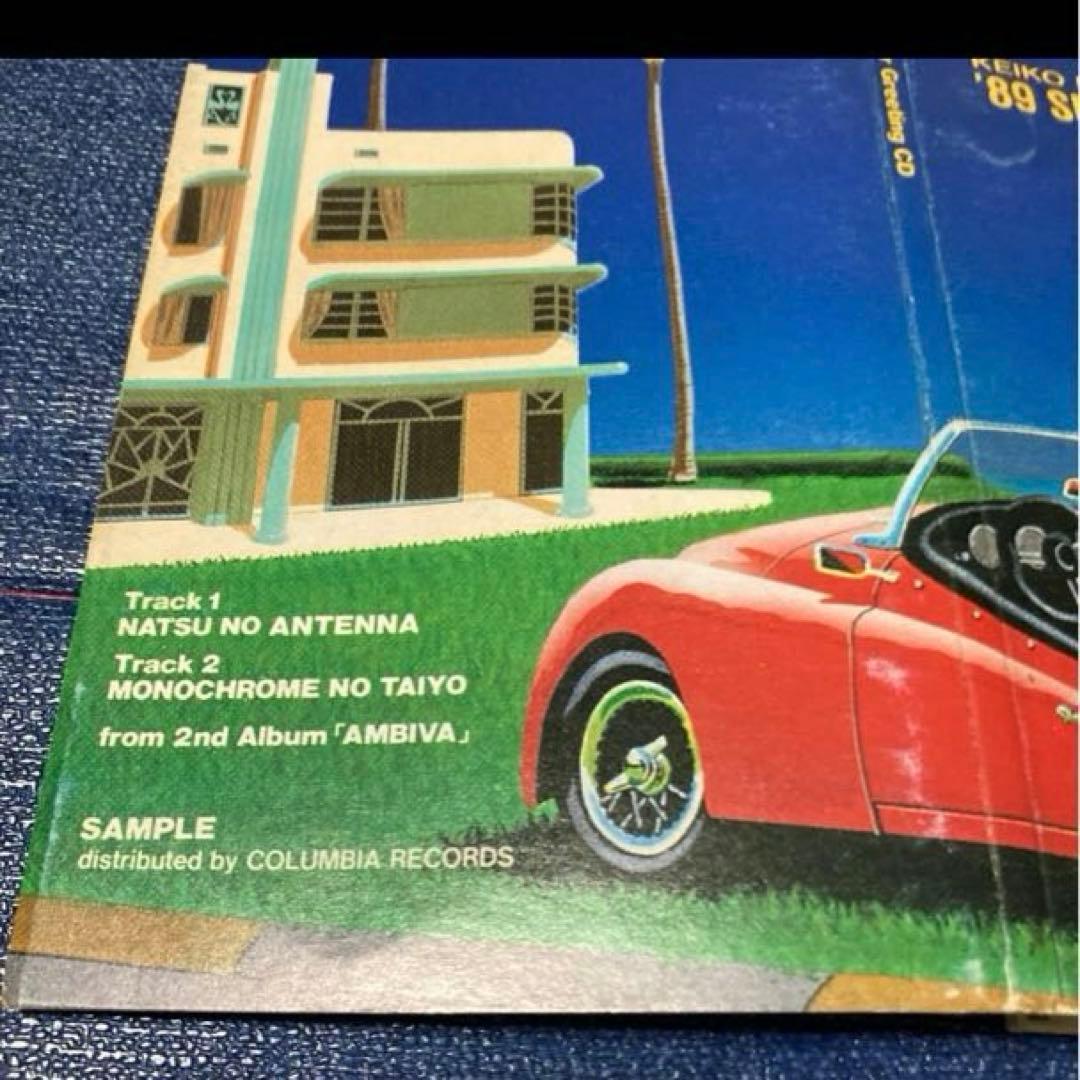 KEIKO
'89
Greeting CD
Track 1
NATSU NO ANTENNA
Track 2
MONOCHROME NO TAIYO
from 2nd Album「AMBIVA」
SAMPLE
distributed by COLUMBIA RECORDS